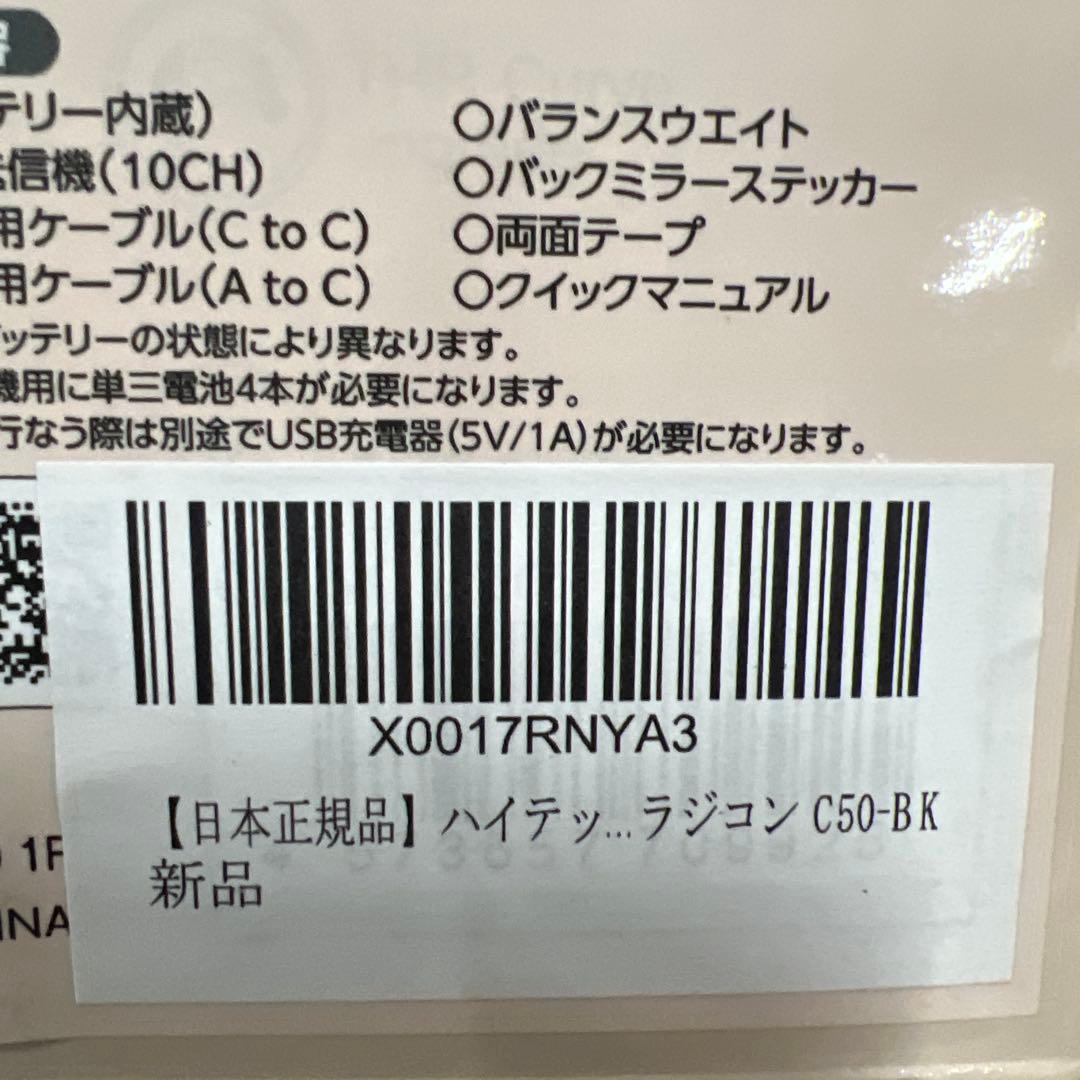 器
テリー内蔵)
送信機(10CH)
用ケーブル(C to C)
用ケーブル(A to C)
○バランスウエイト
○バックミラーステッカー
○両面テープ
○クイックマニュアル
バッテリーの状態により異なります。
機用に単三電池4本が必要になります。
行なう際は別途でUSB充電器(5V/1A)が必要になります。
X0017RNYA3
【日本正規品】ハイテッ...ラジコン C50-BK
新品
1F
INA